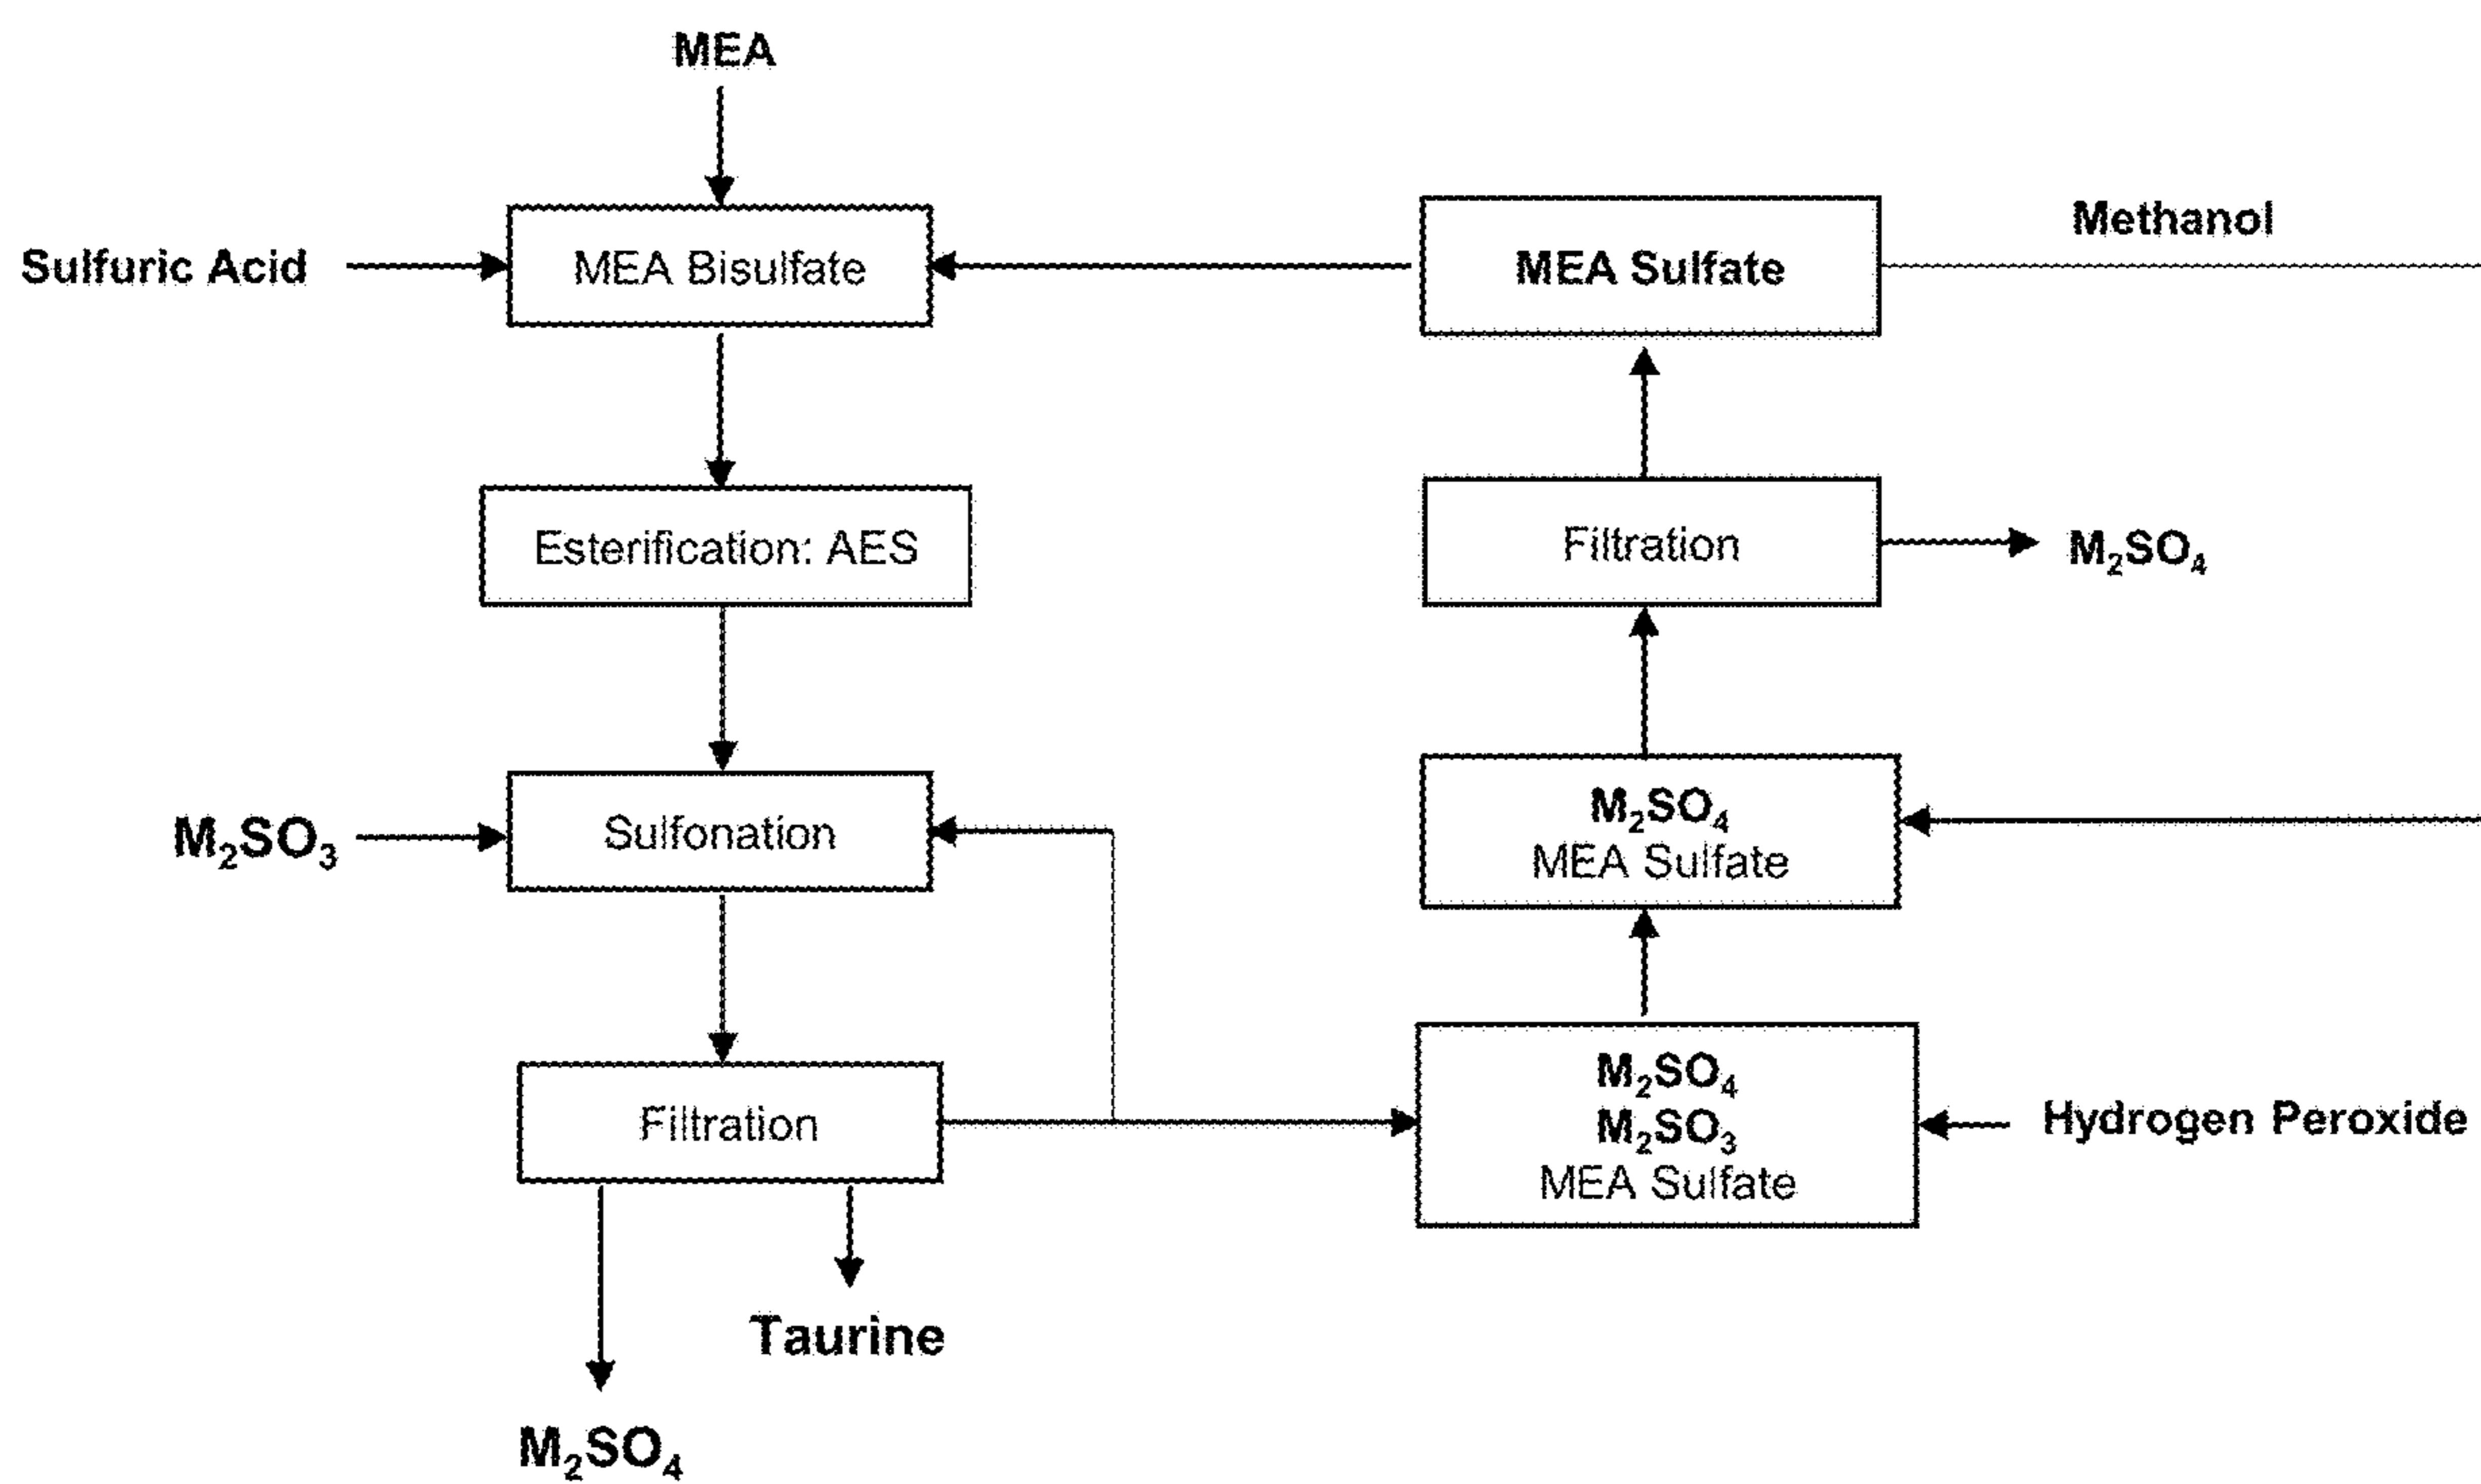 MEA
Sulfuric Acid
MEA Bisulfate
MEA Sulfate
Methanol
Esterification: AES
Filtration
M₂SO₄
M₂SO₃
Sulfonation
M₂SO₄
MEA Sulfate
Filtration
M₂SO₄
M₂SO₃
MEA Sulfate
Hydrogen Peroxide
Taurine
M₂SO₄